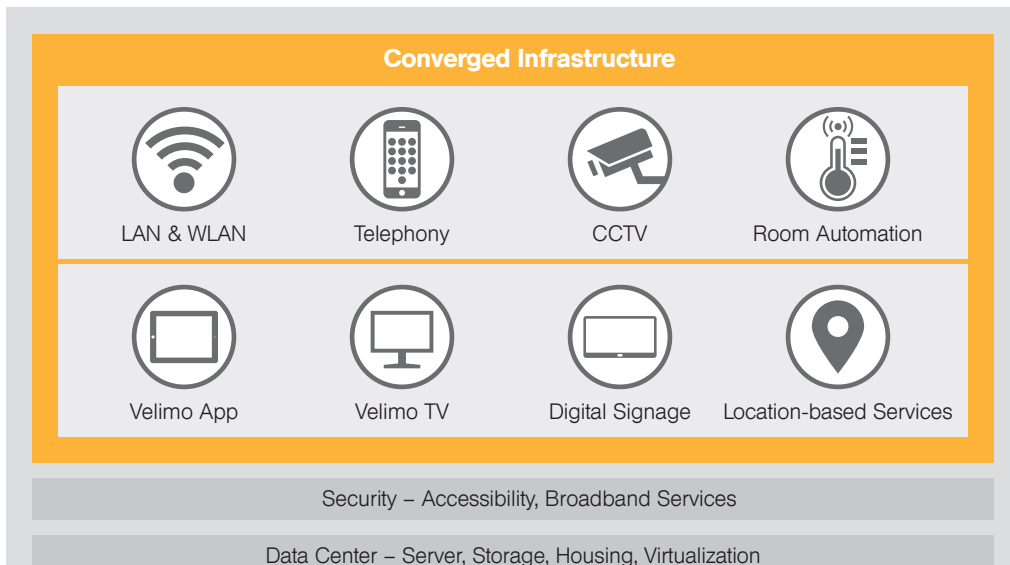 Converged Infrastructure
LAN & WLAN
Telephony
CCTV
Room Automation
Velimo App
Velimo TV
Digital Signage
Location-based Services
Security – Accessibility, Broadband Services
Data Center – Server, Storage, Housing, Virtualization